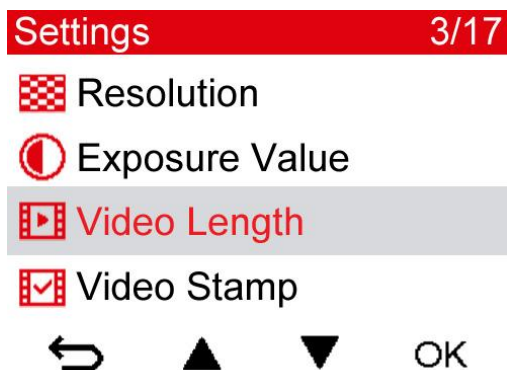 Settings 3/17
Resolution
Exposure Value
Video Length
Video Stamp
OK